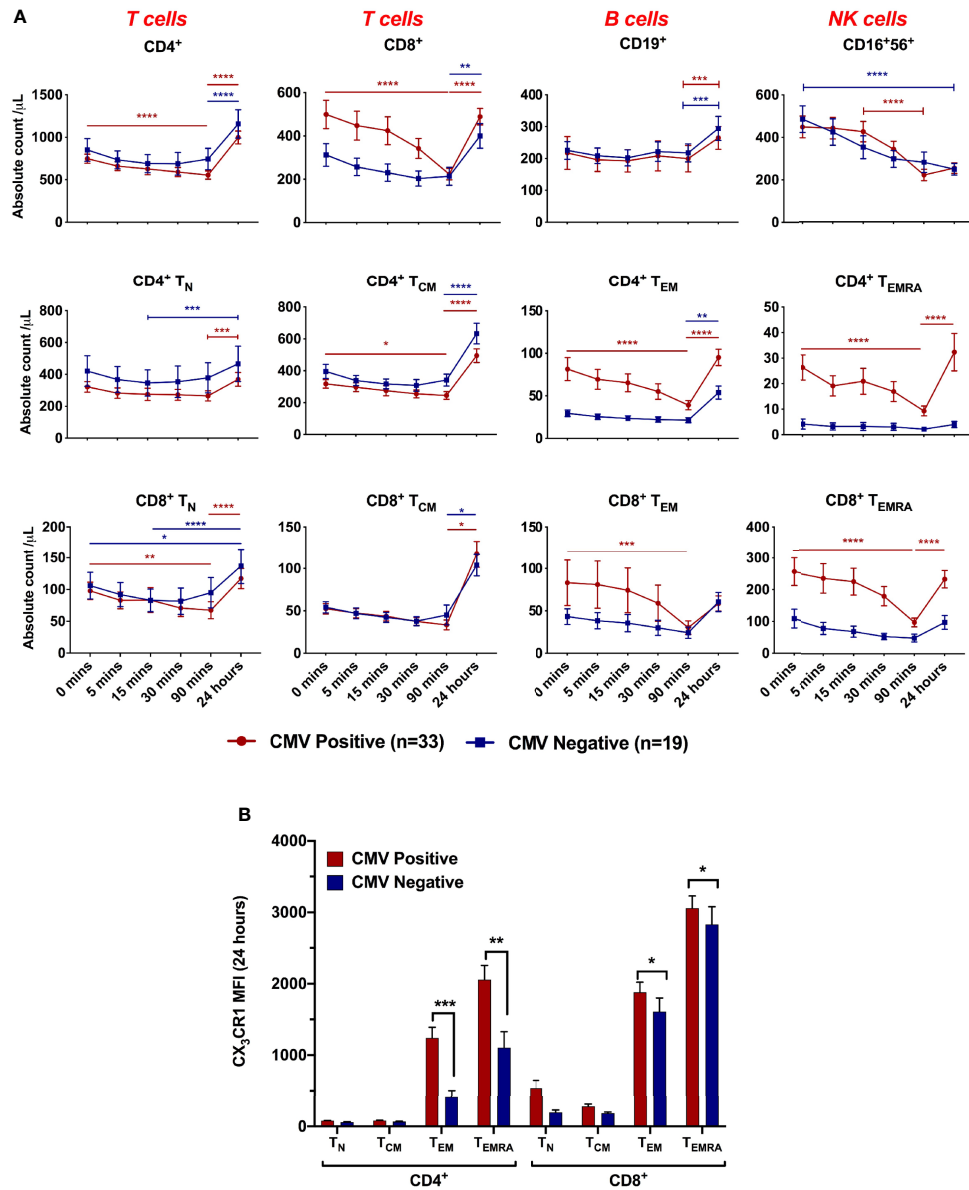 A
T cells
T cells
B cells
NK cells
CD4+
CD8+
CD19+
CD16+56+
Absolute count /µL
1500
1000
500
0
****
****
****
600
400
200
0
****
**
****
400
300
200
100
0
***
***
600
400
200
0
****
****
CD4+ TN
CD4+ TCM
CD4+ TEM
CD4+ TEMRA
Absolute count /µL
800
600
400
200
0
***
***
800
600
400
200
0
*
****
****
150
100
50
0
****
**
****
50
40
30
20
10
0
****
****
CD8+ TN
CD8+ TCM
CD8+ TEM
CD8+ TEMRA
Absolute count /µL
200
150
100
50
0
****
****
*
**
150
100
50
0
*
*
150
100
50
0
***
400
300
200
100
0
****
****
0 mins
5 mins
15 mins
30 mins
90 mins
24 hours
0 mins
5 mins
15 mins
30 mins
90 mins
24 hours
0 mins
5 mins
15 mins
30 mins
90 mins
24 hours
0 mins
5 mins
15 mins
30 mins
90 mins
24 hours
CMV Positive (n=33)
CMV Negative (n=19)
B
CX3CR1 MFI (24 hours)
4000
3000
2000
1000
0
CMV Positive
CMV Negative
***
**
*
*
TN
TCM
TEM
TEMRA
TN
TCM
TEM
TEMRA
CD4+
CD8+